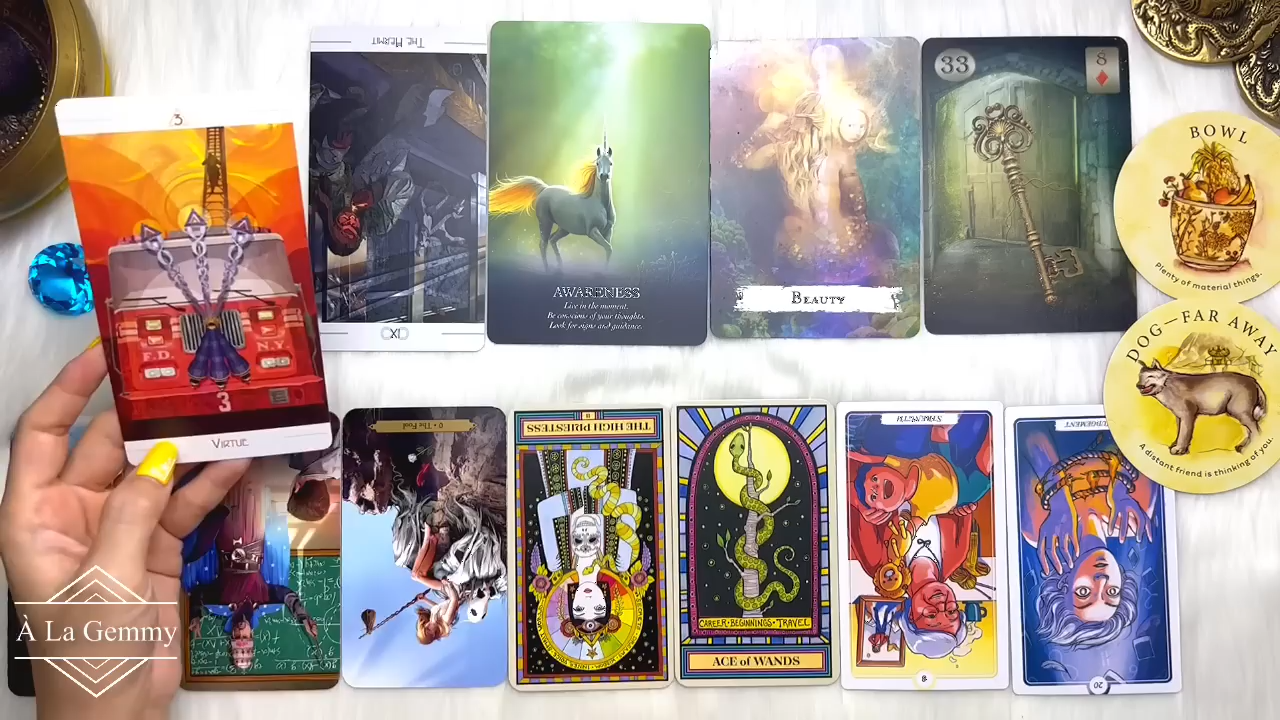 3
F.D.
N.Y.
3
VIRTUE
THE HERMIT
IX
AWARENESS
Live in the moment.
Be conscious of your thoughts.
Look for signs and guidance.
BEAUTY
33
8
BOWL
Plenty of material things.
DOG—FAR AWAY
A distant friend is thinking of you.
0 • The Fool
II
THE HIGH PRIESTESS
CAREER • BEGINNINGS • TRAVEL
ACE of WANDS
STRENGTH
8
JUDGEMENT
20
À LA GEMMY